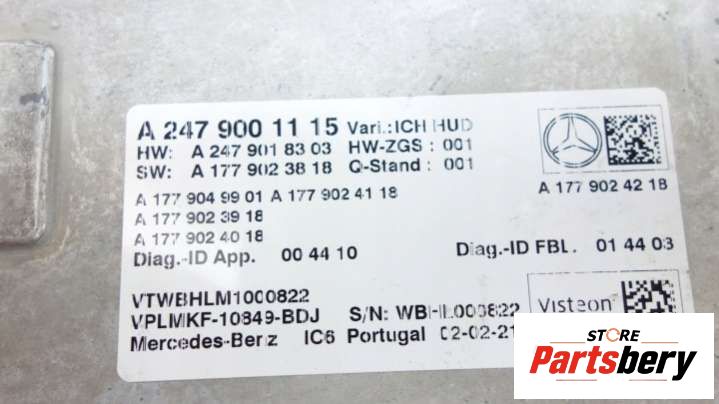 A 247 900 11 15 Vari.: ICH HUD
HW: A 247 901 83 03 HW-ZGS : 001
SW: A 177 902 38 18 Q-Stand : 001
A 177 904 99 01 A 177 902 41 18
A 177 902 39 18
A 177 902 40 18
A 177 902 42 18
Diag.-ID App. 00 44 10 Diag.-ID FBL. 01 44 03
VTWBHLM1000822
VPLMKF-10849-BDJ S/N: Visteon
Mercedes-Benz IC6 Portugal 02-02-21
STORE
Partsbery